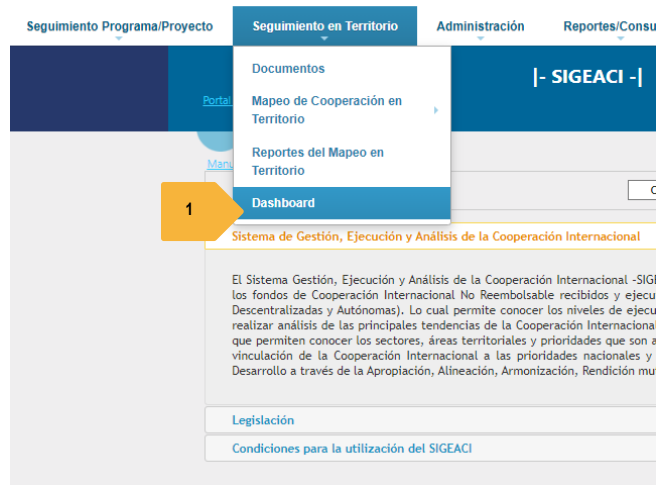 Seguimiento Programa/Proyecto Seguimiento en Territorio Administración Reportes/Consu
Documentos
|- SIGEACI -|
Portal
Mapeo de Cooperación en
Territorio
Reportes del Mapeo en
Territorio
Manu
Dashboard
1
Sistema de Gestión, Ejecución y Análisis de la Cooperación Internacional
El Sistema Gestión, Ejecución y Análisis de la Cooperación Internacional -SIGE
los fondos de Cooperación Internacional No Reembolsable recibidos y ejecu
Descentralizadas y Autónomas). Lo cual permite conocer los niveles de ejecu
realizar análisis de las principales tendencias de la Cooperación Internacional
que permiten conocer los sectores, áreas territoriales y prioridades que son a
vinculación de la Cooperación Internacional a las prioridades nacionales y
Desarrollo a través de la Apropiación, Alineación, Armonización, Rendición mu
Legislación
Condiciones para la utilización del SIGEACI